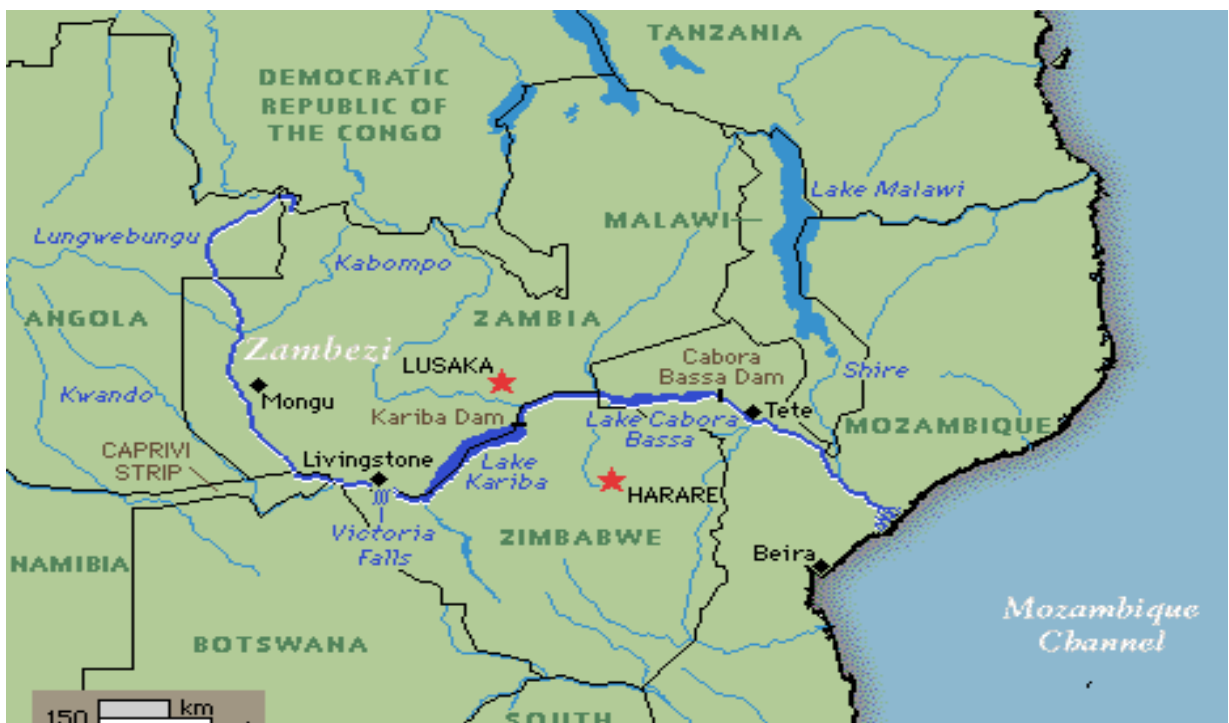 TANZANIA
DEMOCRATIC
REPUBLIC OF
THE CONGO
Lake Malawi
MALAWI
Lungwebungu
Kabompo
ANGOLA
ZAMBIA
Zambezi
LUSAKA
Cabora
Bassa Dam
Shire
Kwando
Mongu
Kariba Dam
Lake Cabora
Bassa
Tete
MOZAMBIQUE
CAPRIVI
STRIP
Livingstone
Lake
Kariba
HARARE
Victoria
Falls
ZIMBABWE
NAMIBIA
Beira
Mozambique
Channel
BOTSWANA
150
km
SOUTH